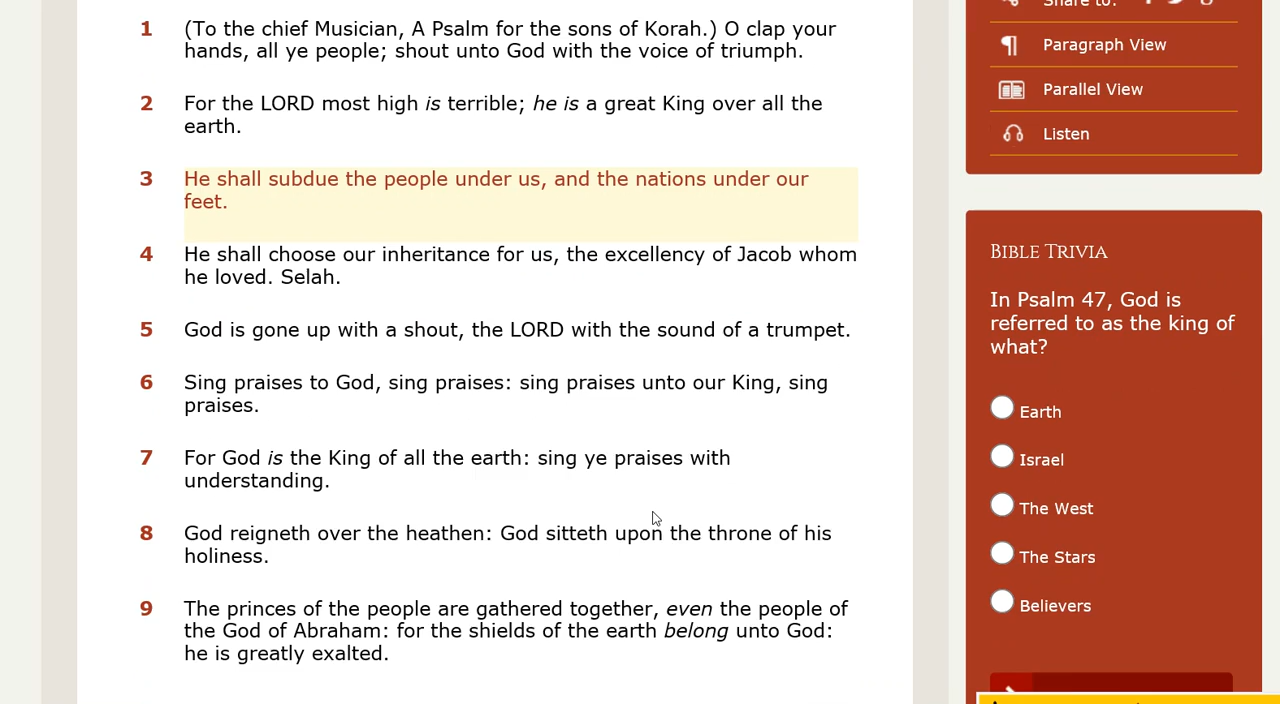 1 (To the chief Musician, A Psalm for the sons of Korah.) O clap your
hands, all ye people; shout unto God with the voice of triumph.
2 For the LORD most high is terrible; he is a great King over all the
earth.
3 He shall subdue the people under us, and the nations under our
feet.
4 He shall choose our inheritance for us, the excellency of Jacob whom
he loved. Selah.
5 God is gone up with a shout, the LORD with the sound of a trumpet.
6 Sing praises to God, sing praises: sing praises unto our King, sing
praises.
7 For God is the King of all the earth: sing ye praises with
understanding.
8 God reigneth over the heathen: God sitteth upon the throne of his
holiness.
9 The princes of the people are gathered together, even the people of
the God of Abraham: for the shields of the earth belong unto God:
he is greatly exalted.
Share to:
Paragraph View
Parallel View
Listen
BIBLE TRIVIA
In Psalm 47, God is
referred to as the king of
what?
Earth
Israel
The West
The Stars
Believers